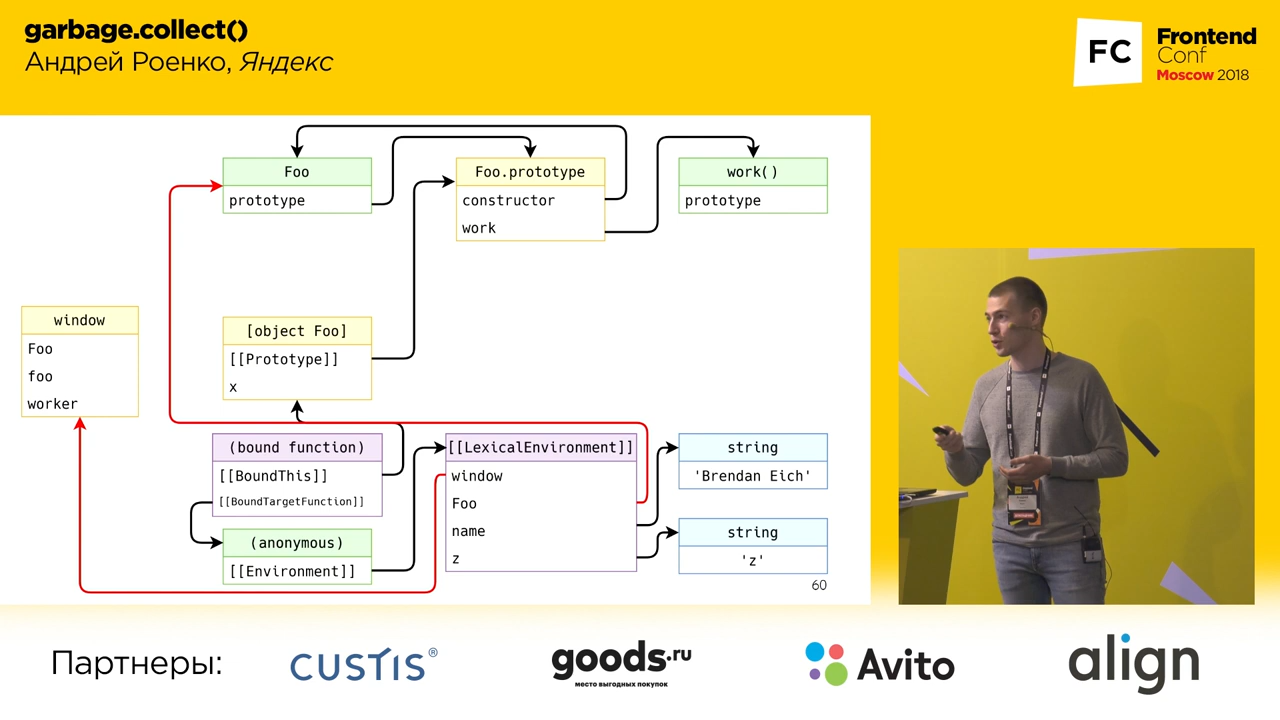 garbage.collect()
Андрей Роенко, Яндекс
FC
Frontend
Conf
Moscow 2018
Foo
prototype
Foo.prototype
constructor
work
work()
prototype
window
Foo
foo
worker
[object Foo]
[[Prototype]]
x
(bound function)
[[BoundThis]]
[[BoundTargetFunction]]
(anonymous)
[[Environment]]
[[LexicalEnvironment]]
window
Foo
name
z
string
'Brendan Eich'
string
'z'
60
Партнеры:
CUSTIS®
goods.ru
место выгодных покупок
Avito
align